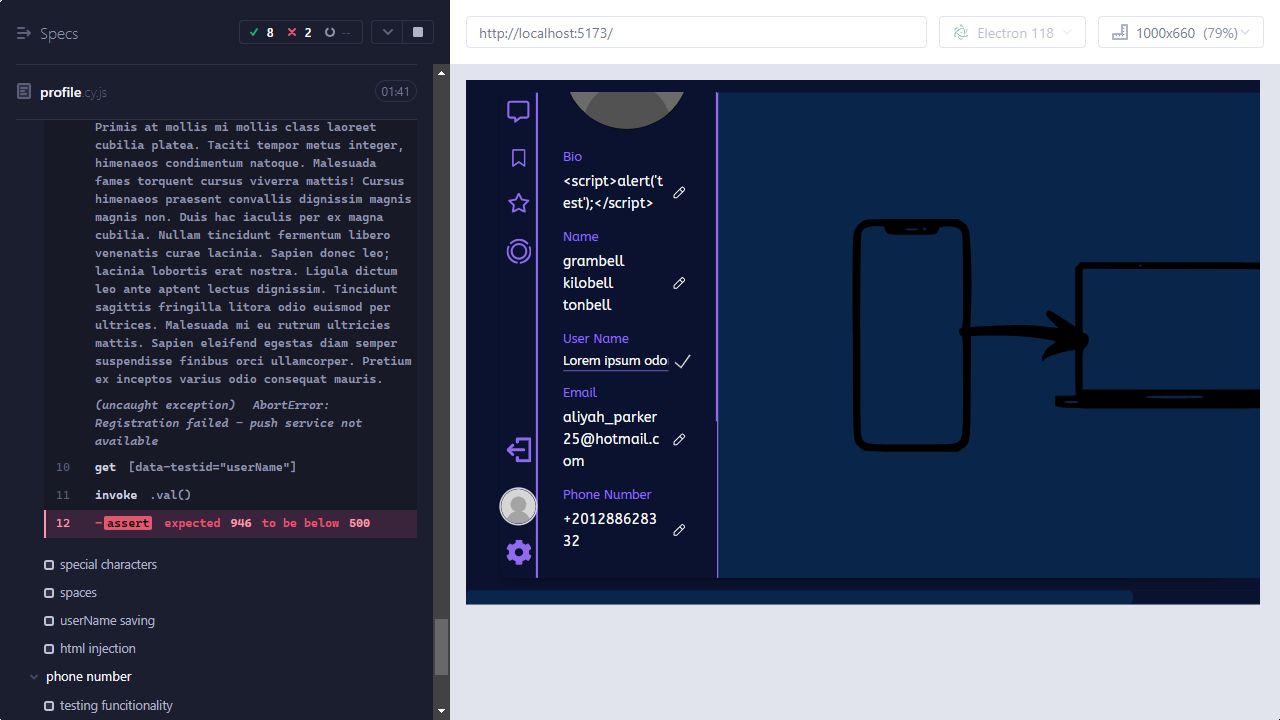 Specs
8
2
--
profile cy.js
01:41
Primis at mollis mi mollis class laoreet
cubilia platea. Taciti tempor metus integer,
himenaeos condimentum natoque. Malesuada
fames torquent cursus viverra mattis! Cursus
himenaeos praesent convallis dignissim magnis
magnis non. Duis hac iaculis per ex magna
cubilia. Nullam tincidunt fermentum libero
venenatis curae lacinia. Sapien donec leo;
lacinia lobortis erat nostra. Ligula dictum
leo ante aptent lectus dignissim. Tincidunt
sagittis fringilla litora odio euismod per
ultrices. Malesuada mi eu rutrum ultricies
mattis. Sapien eleifend egestas diam semper
suspendisse finibus orci ullamcorper. Pretium
ex inceptos varius odio consequat mauris.
(uncaught exception) AbortError:
Registration failed - push service not
available
10 get [data-testid="userName"]
11 invoke .val()
12 -assert expected 946 to be below 500
special characters
spaces
userName saving
html injection
phone number
testing funcitionality
http://localhost:5173/
Electron 118
1000x660 (79%)
Bio
<script>alert('t
est');</script>
Name
grambell
kilobell
tonbell
User Name
Lorem ipsum odo
Email
aliyah_parker
25@hotmail.c
om
Phone Number
+2012886283
32